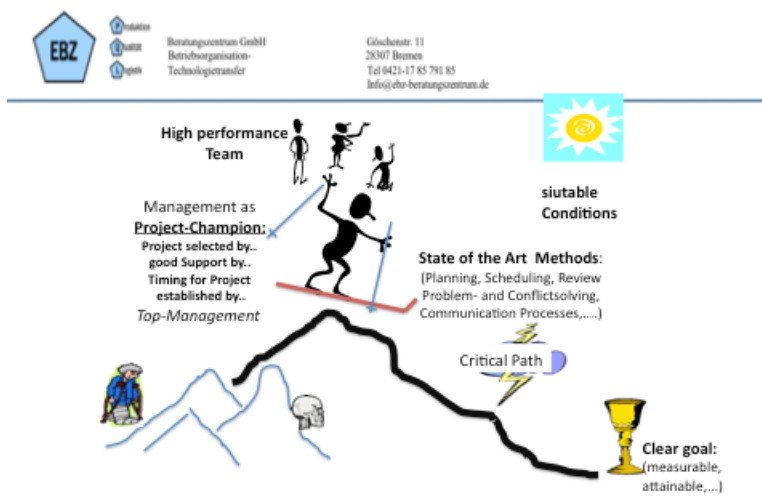 EBZ
Produktion
Qualität
Logistik
Beratungszentrum GmbH
Betriebsorganisation-
Technologietransfer
Göschenstr. 11
28307 Bremen
Tel 0421-17 85 791 85
Info@ebz-beratungszentrum.de
High performance
Team
siutable
Conditions
Management as
Project-Champion:
Project selected by..
good Support by..
Timing for Project
established by..
Top-Management
State of the Art Methods:
(Planning, Scheduling, Review
Problem- and Conflictsolving,
Communication Processes,....)
Critical Path
Clear goal:
(measurable,
attainable,...)